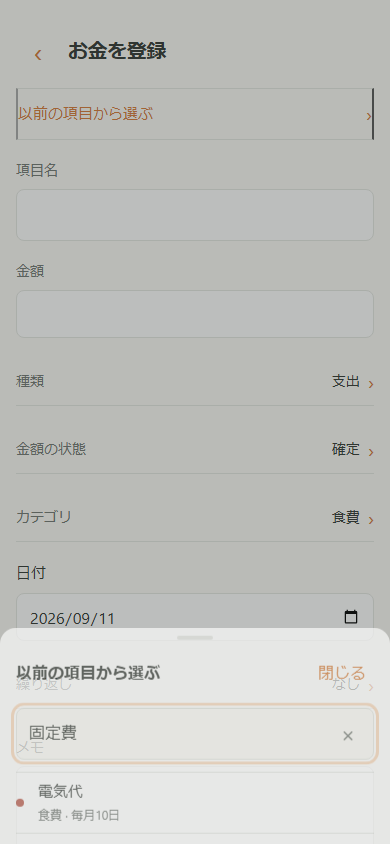 ‹ お金を登録
以前の項目から選ぶ ›
項目名
金額
種類 支出 ›
金額の状態 確定 ›
カテゴリ 食費 ›
日付
2026/09/11
以前の項目から選ぶ 閉じる
繰り返し なし ›
固定費 ×
メモ
電気代
食費 · 毎月10日